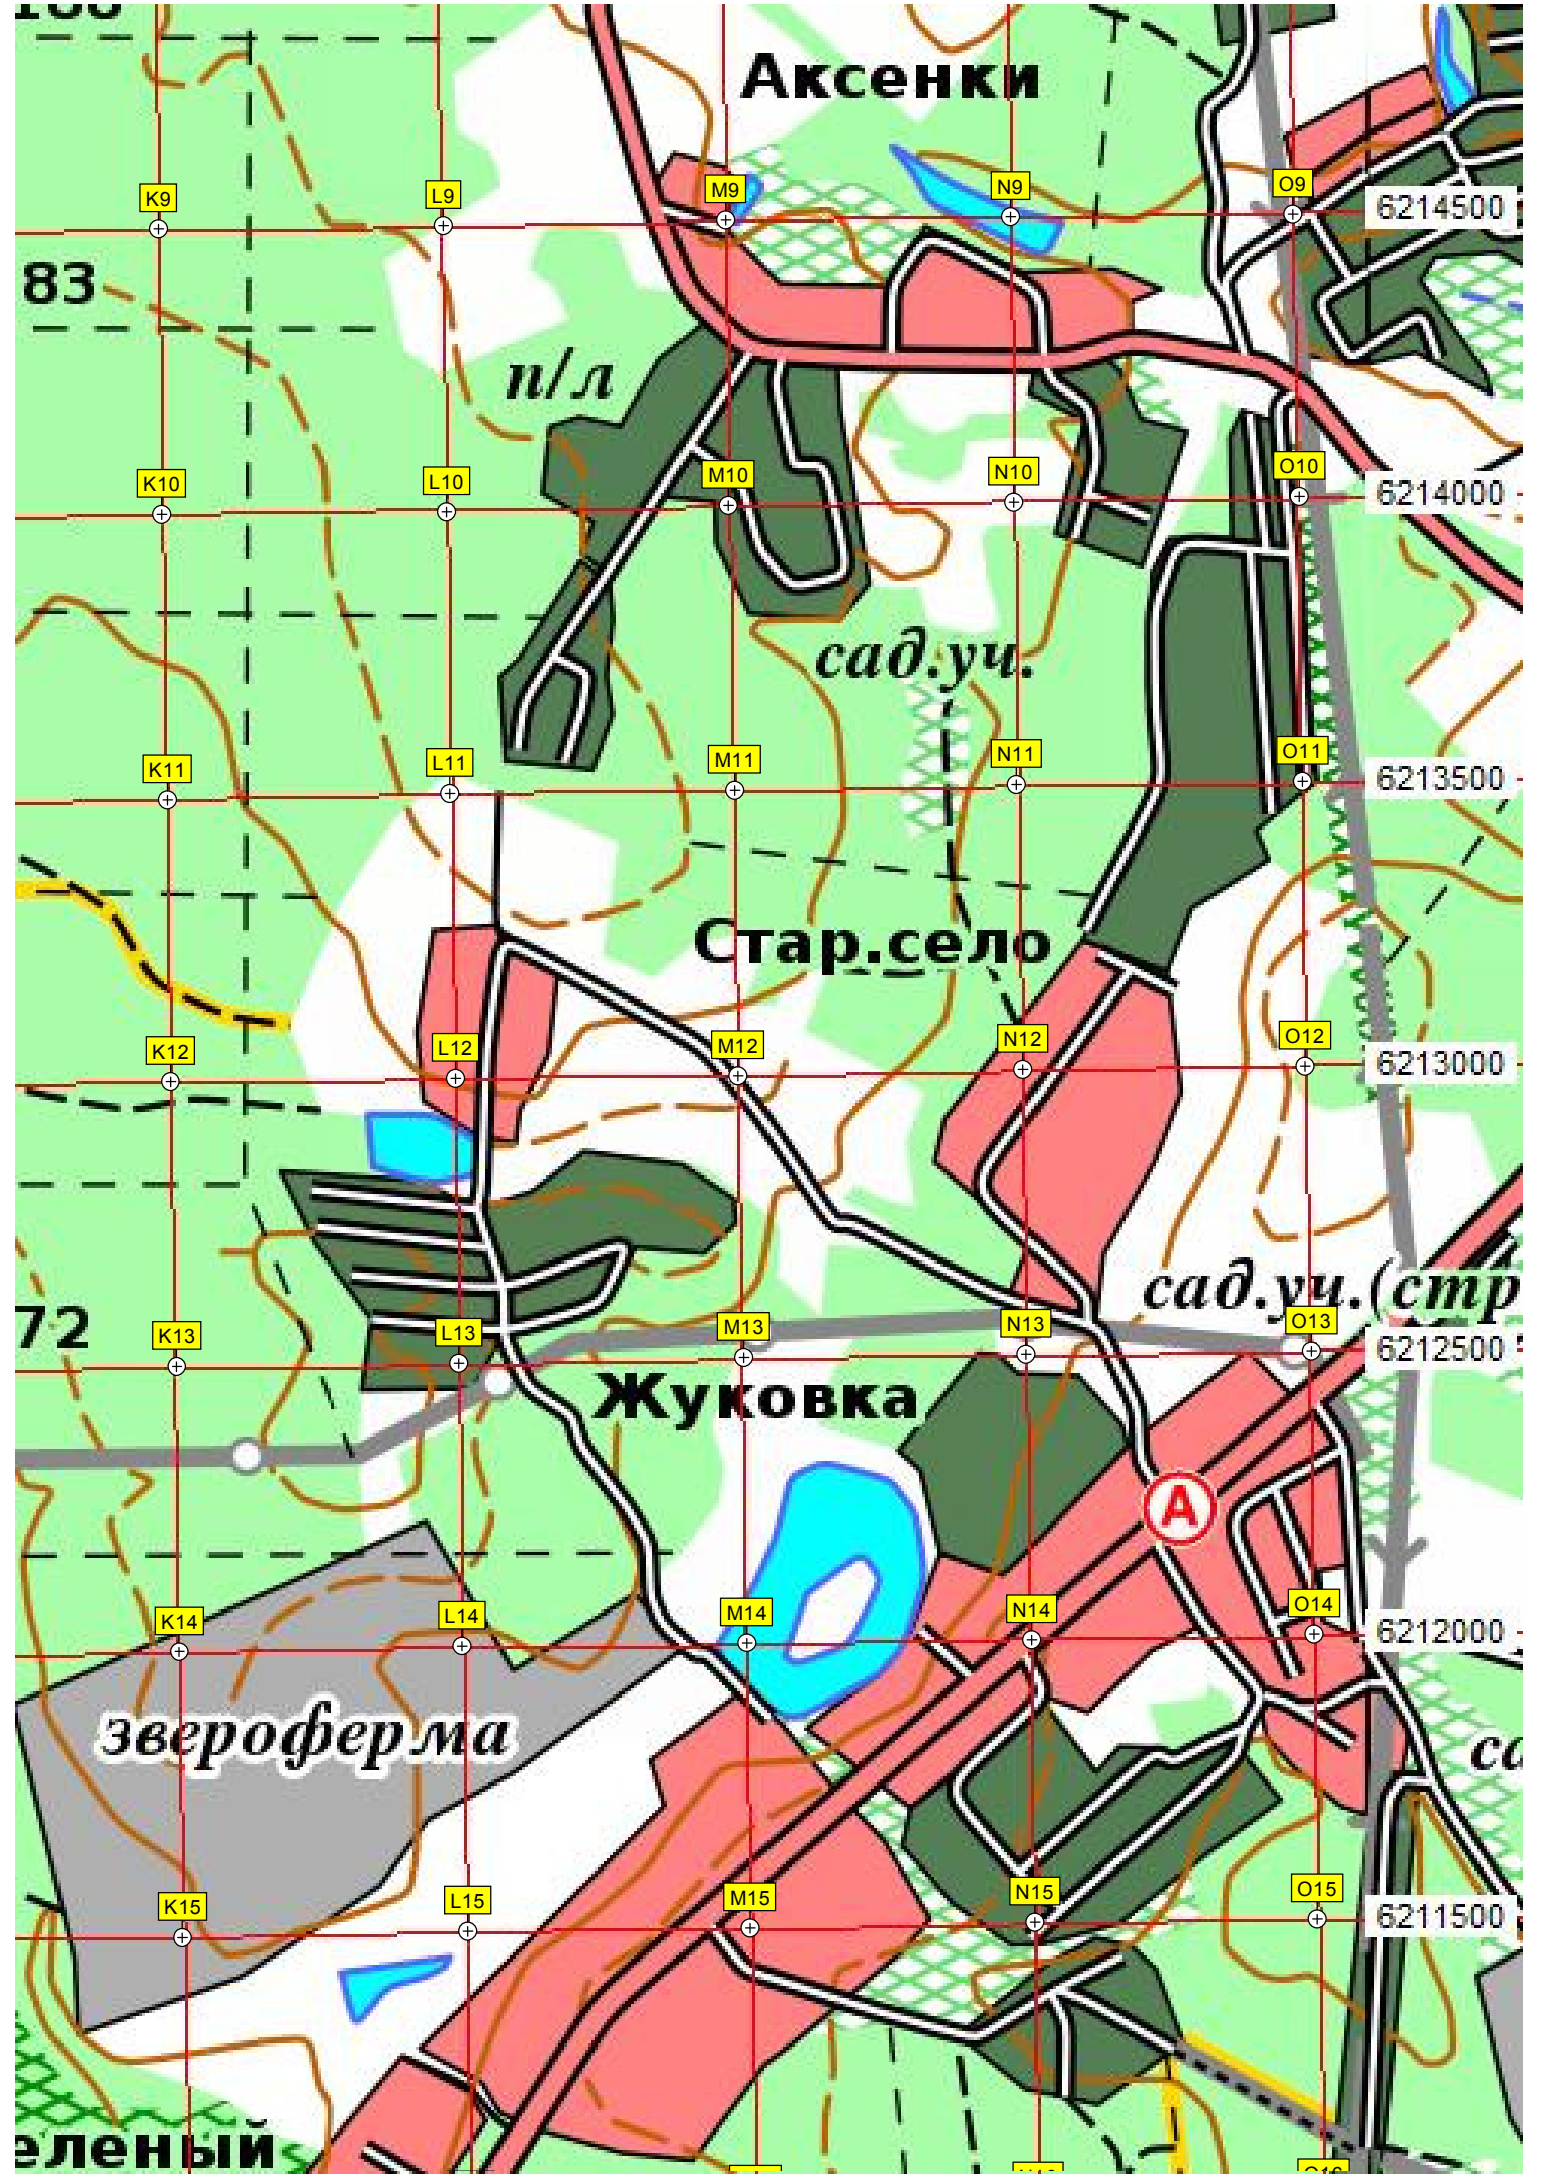 Аксенки
K9 L9 M9 N9 O9
6214500
83
п/л
K10 L10 M10 N10 O10
6214000
сад.уч.
K11 L11 M11 N11 O11
6213500
Стар.село
K12 L12 M12 N12 O12
6213000
сад.уч.(стр
72
K13 L13 M13 N13 O13
6212500
Жуковка
А
K14 L14 M14 N14 O14
6212000
звероферма
K15 L15 M15 N15 O15
6211500
еленый